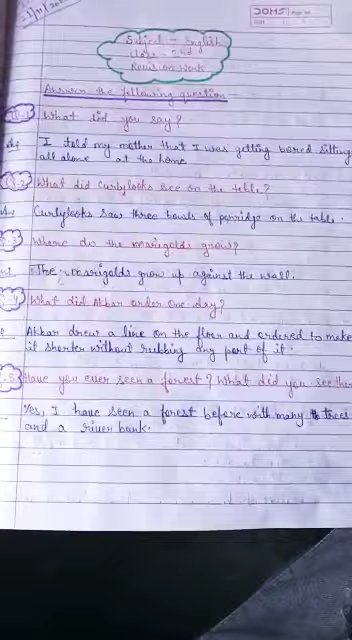 DOMS
Subject - English
Class - 2nd
Revision Work
Answer the following question
What did you say?
I told my mother that I was getting bored sitting
all alone at the home
Q.2 What did Curlylocks see on the table?
Curlylocks saw three bowls of porridge on the table.
Where do the marigolds grow?
The marigolds grow up against the wall.
What did Akbar order One day?
Akbar drew a line on the floor and ordered to make
it shorter without rubbing any part of it.
Have you ever seen a forest? What did you see
Yes, I have seen a forest before with many trees
and a river bank.